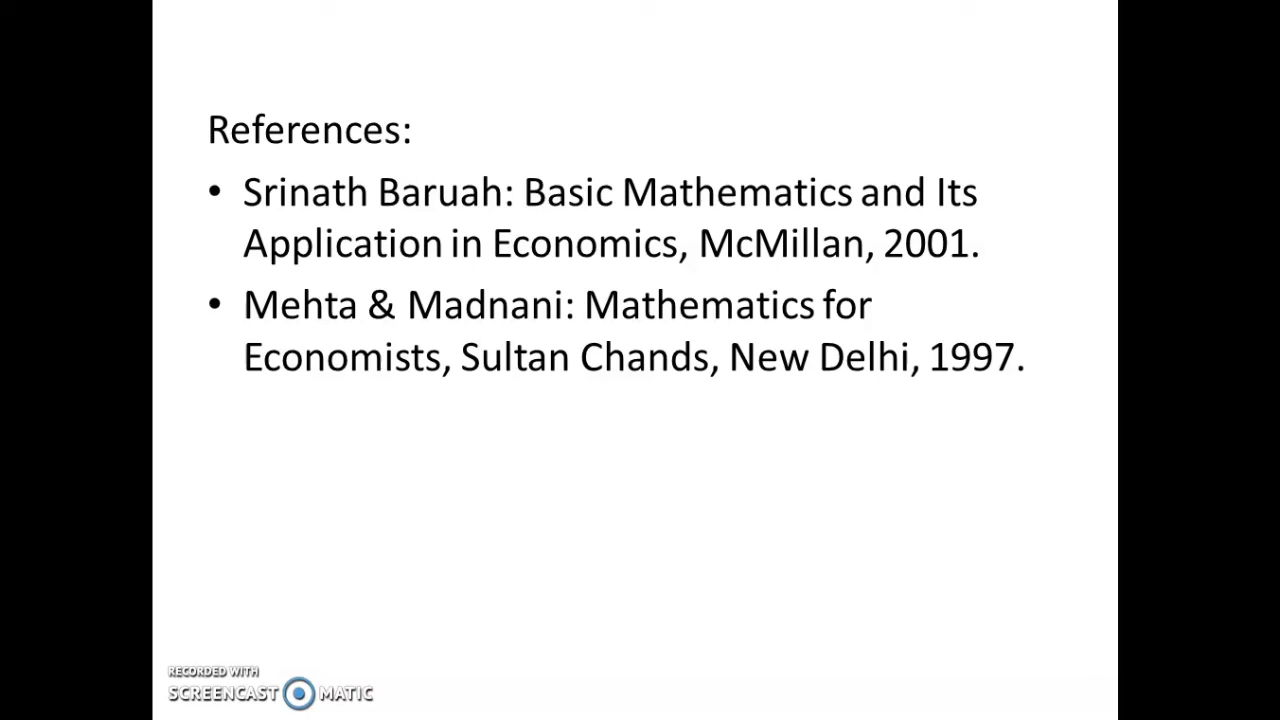 References:
• Srinath Baruah: Basic Mathematics and Its
Application in Economics, McMillan, 2001.
• Mehta & Madnani: Mathematics for
Economists, Sultan Chands, New Delhi, 1997.
RECORDED WITH
SCREENCAST MATIC